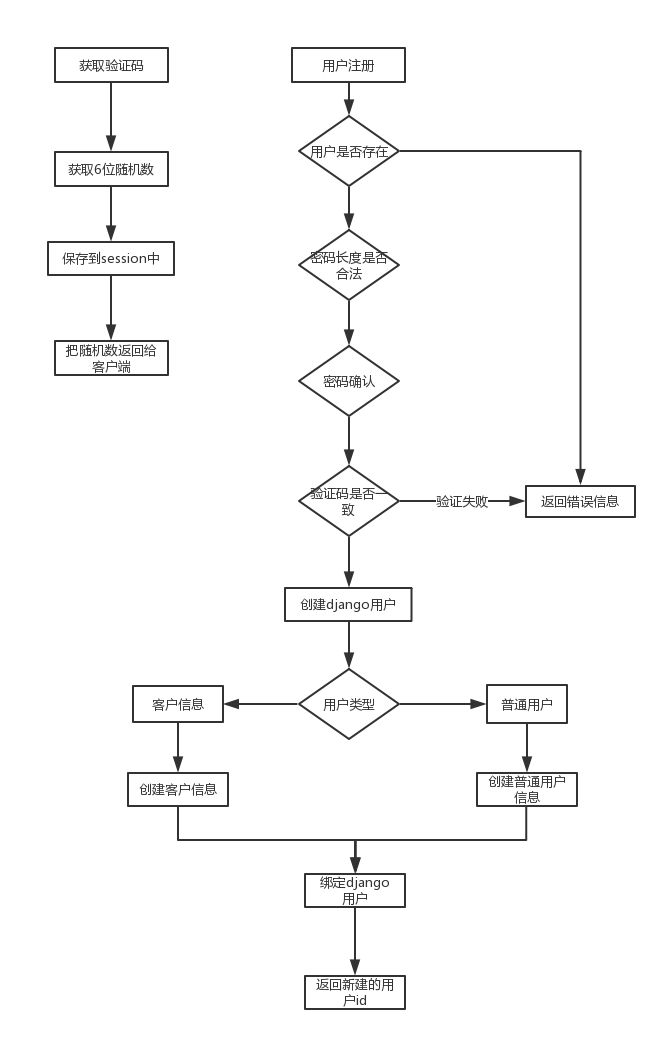 获取验证码
获取6位随机数
保存到session中
把随机数返回给
客户端
用户注册
用户是否存在
密码长度是否
合法
密码确认
验证码是否一
致
验证失败
返回错误信息
创建django用户
用户类型
客户信息
普通用户
创建客户信息
创建普通用户
信息
绑定django
用户
返回新建的用
户id